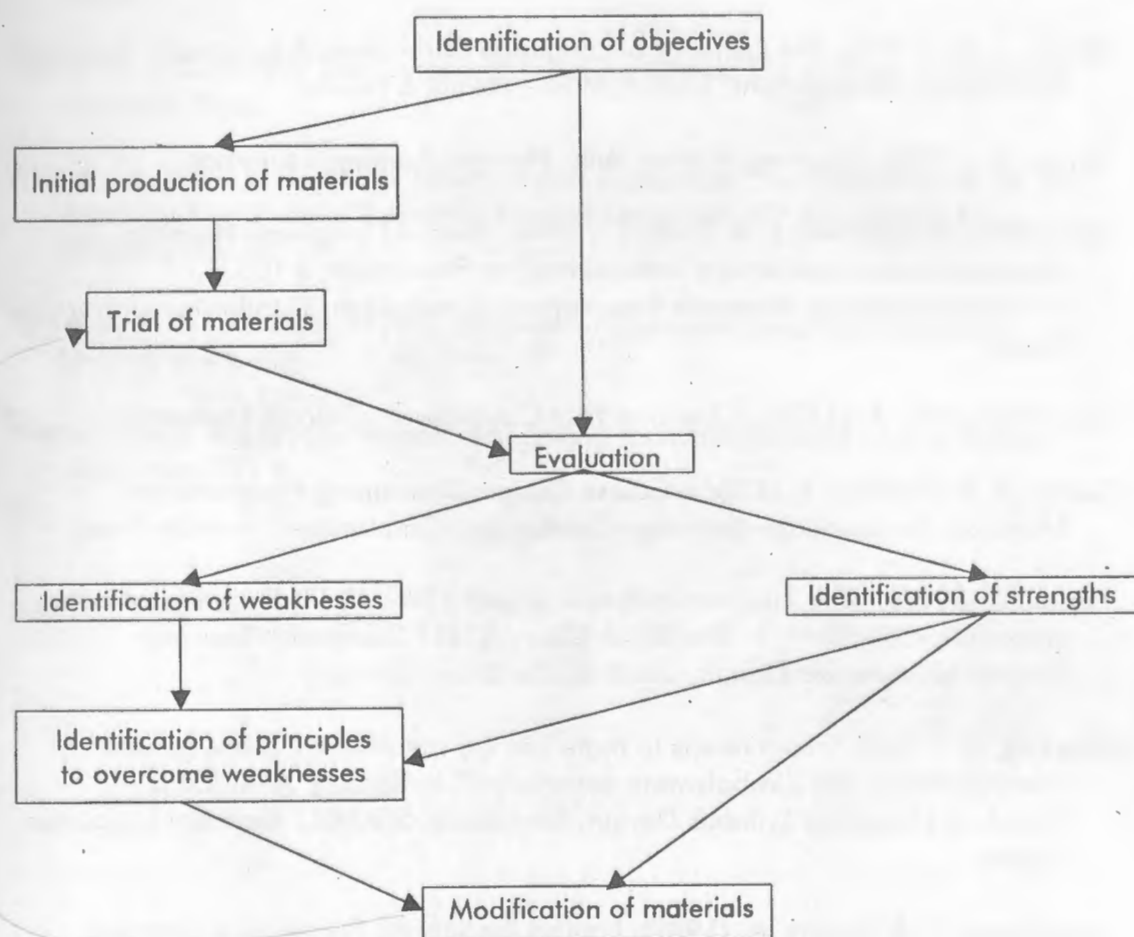 Identification of objectives
Initial production of materials
Trial of materials
Evaluation
Identification of weaknesses
Identification of strengths
Identification of principles
to overcome weaknesses
Modification of materials